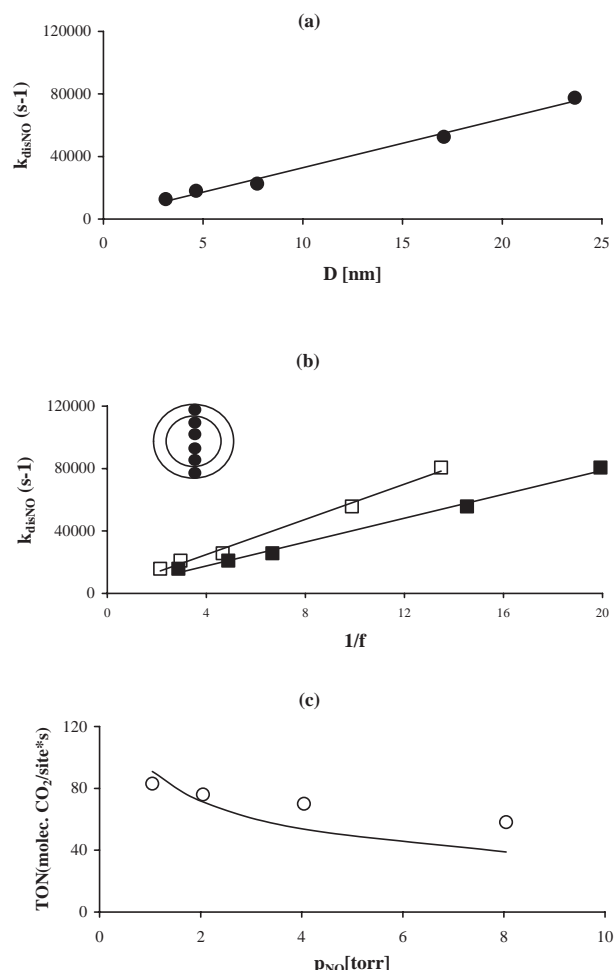 (a)
120000
80000
40000
0
k_disNO (s-1)
0 5 10 15 20 25
D [nm]
(b)
120000
80000
40000
0
k_disNO (s-1)
0 4 8 12 16 20
1/f
(c)
120
80
40
0
TON(molec. CO₂/site*s)
0 2 4 6 8 10
p_NO[torr]